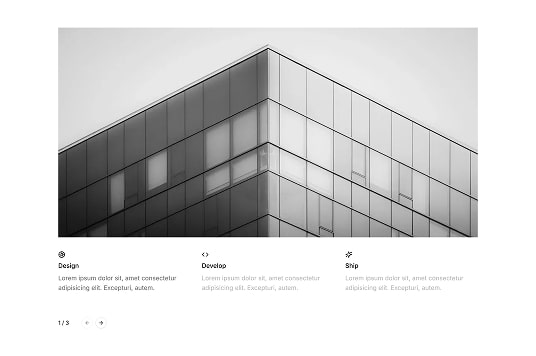 Design
Lorem ipsum dolor sit, amet consectetur
adipisicing elit. Excepturi, autem.
Develop
Lorem ipsum dolor sit, amet consectetur
adipisicing elit. Excepturi, autem.
Ship
Lorem ipsum dolor sit, amet consectetur
adipisicing elit. Excepturi, autem.
1 / 3